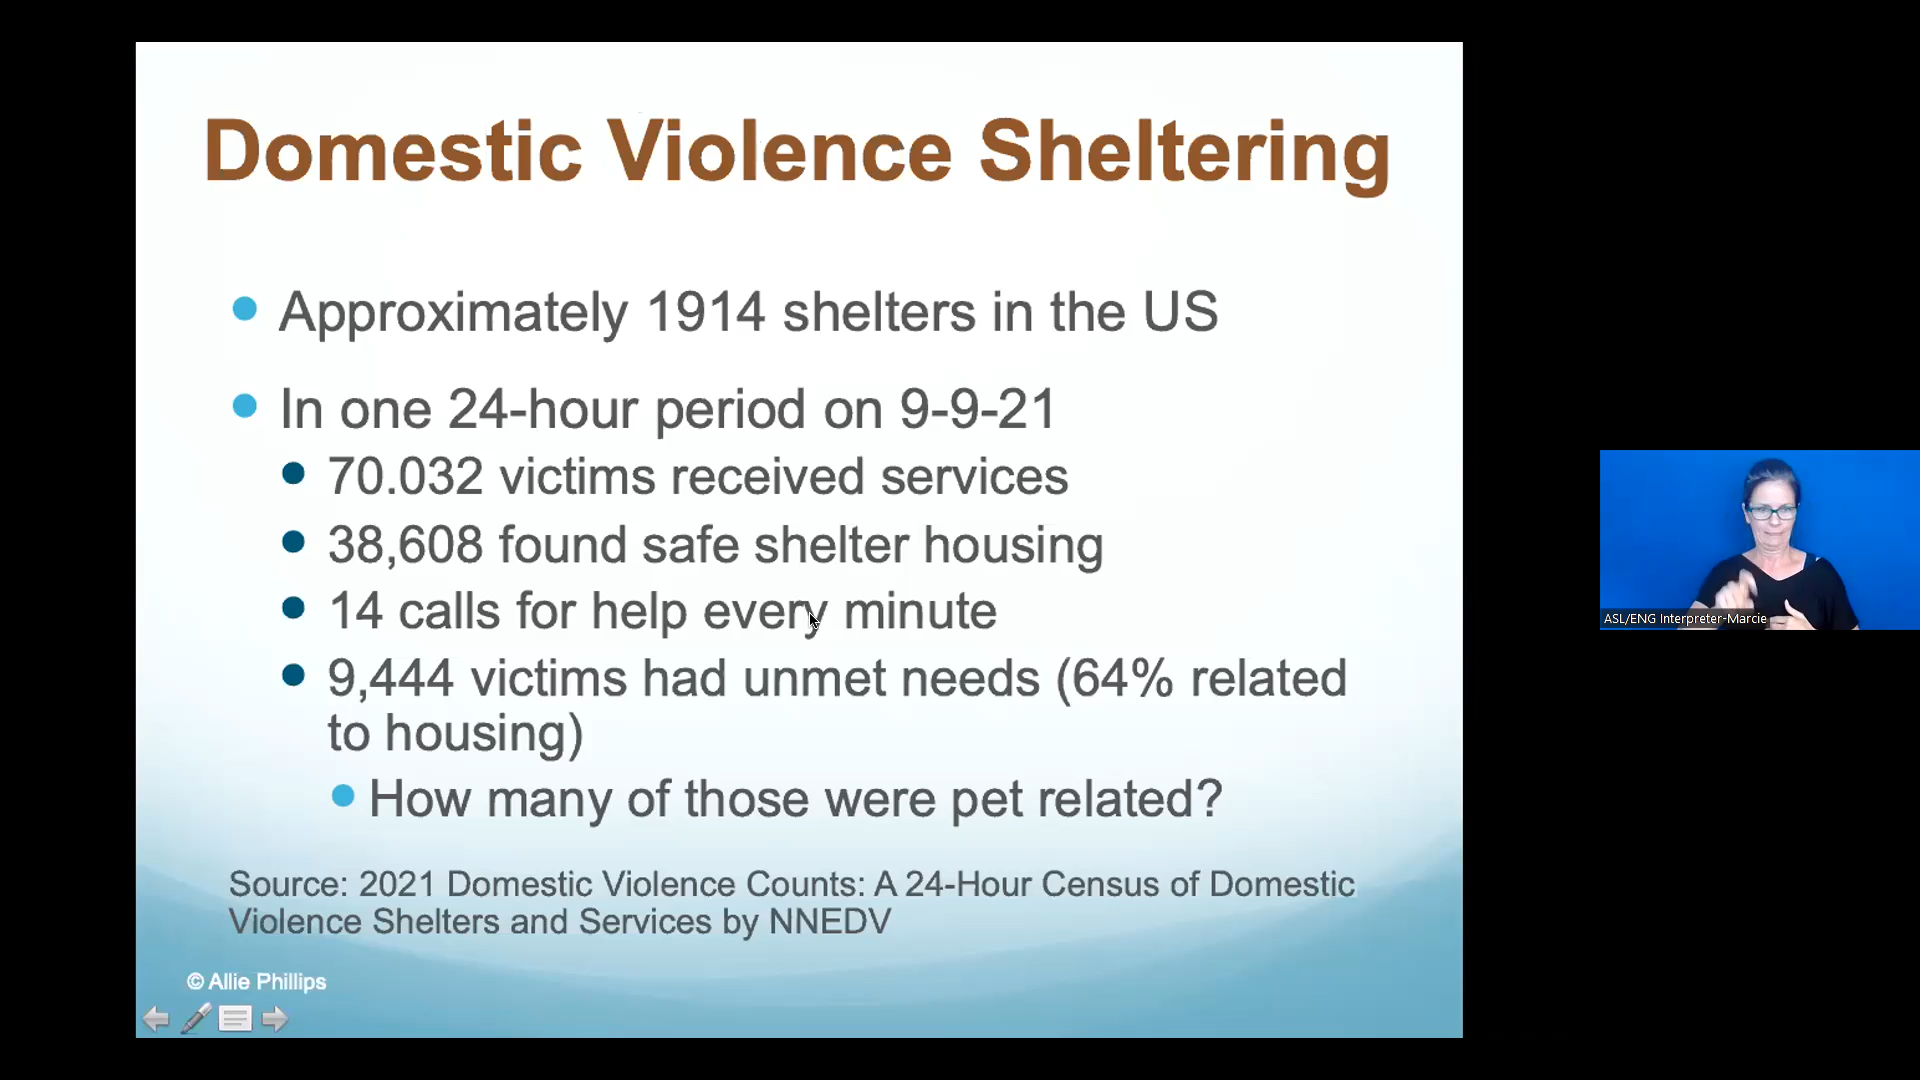 Domestic Violence Sheltering
Approximately 1914 shelters in the US
In one 24-hour period on 9-9-21
70.032 victims received services
38,608 found safe shelter housing
14 calls for help every minute
9,444 victims had unmet needs (64% related
to housing)
How many of those were pet related?
Source: 2021 Domestic Violence Counts: A 24-Hour Census of Domestic
Violence Shelters and Services by NNEDV
© Allie Phillips
ASL/ENG Interpreter-Marcie